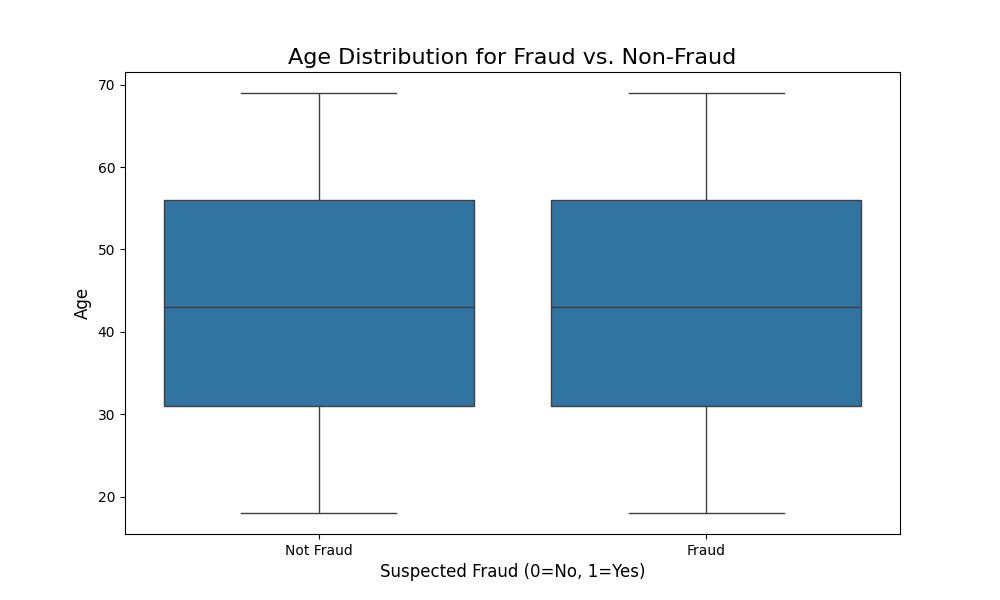 Age Distribution for Fraud vs. Non-Fraud
70
60
50
40
30
20
Age
Not Fraud
Fraud
Suspected Fraud (0=No, 1=Yes)